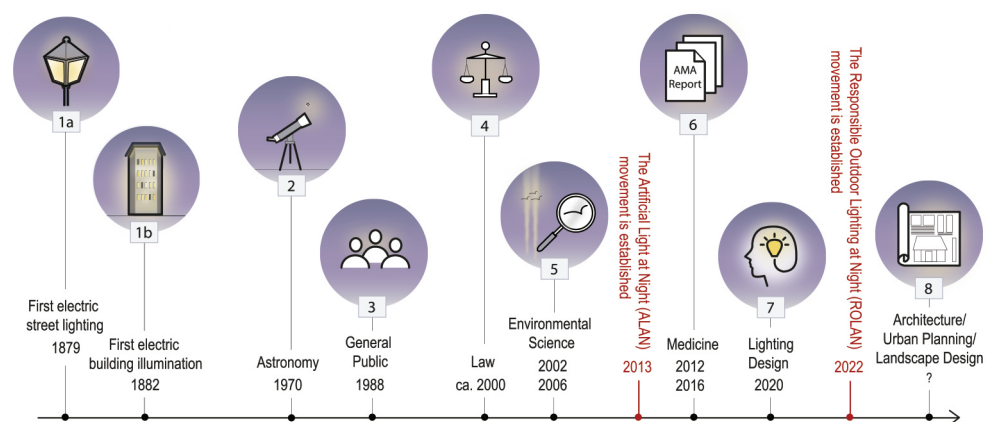 1a
First electric
street lighting
1879
1b
First electric
building illumination
1882
2
Astronomy
1970
3
General
Public
1988
4
Law
ca. 2000
5
Environmental
Science
2002
2006
The Artificial Light at Night (ALAN)
movement is established
2013
AMA
Report
6
Medicine
2012
2016
7
Lighting
Design
2020
The Responsible Outdoor Lighting at Night (ROLAN)
movement is established
2022
8
Architecture/
Urban Planning/
Landscape Design
?